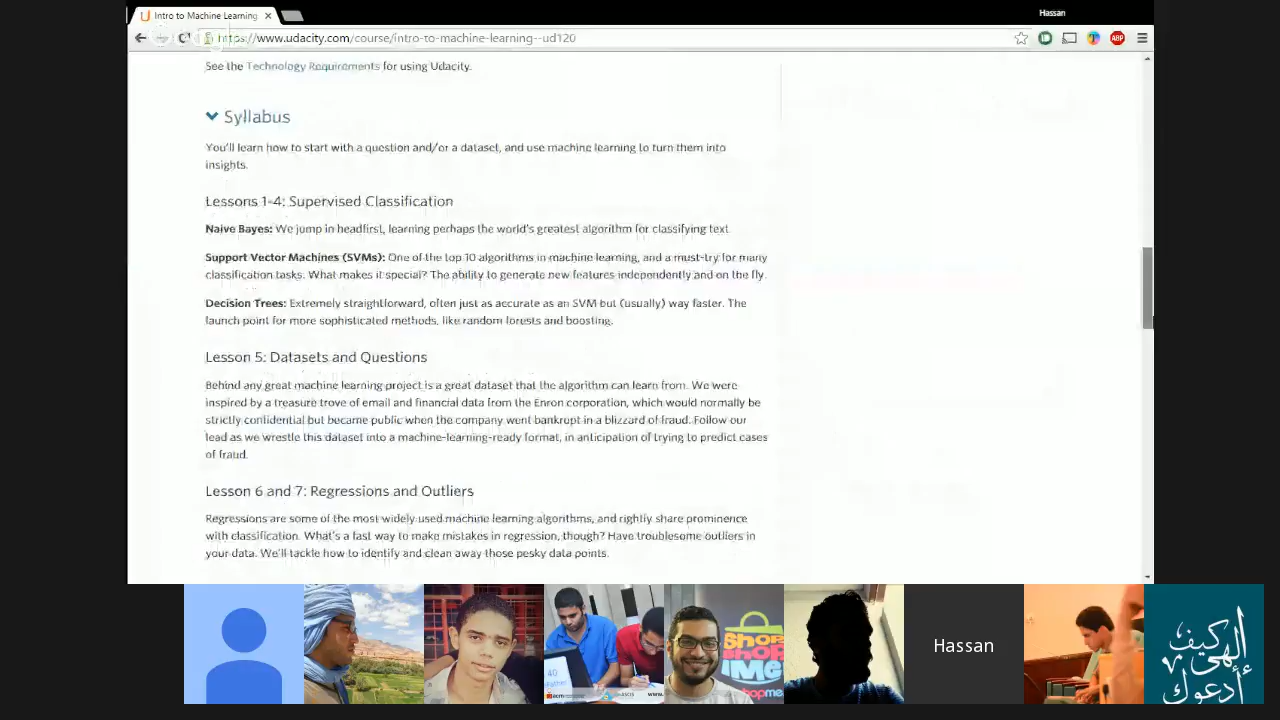 Intro to Machine Learning
Hassan
https://www.udacity.com/course/intro-to-machine-learning--ud120
ABP
See the Technology Requirements for using Udacity.
Syllabus
You'll learn how to start with a question and/or a dataset, and use machine learning to turn them into
insights.
Lessons 1-4: Supervised Classification
Naive Bayes: We jump in headfirst, learning perhaps the world's greatest algorithm for classifying text.
Support Vector Machines (SVMs): One of the top 10 algorithms in machine learning, and a must-try for many
classification tasks. What makes it special? The ability to generate new features independently and on the fly.
Decision Trees: Extremely straightforward, often just as accurate as an SVM but (usually) way faster. The
launch point for more sophisticated methods, like random forests and boosting.
Lesson 5: Datasets and Questions
Behind any great machine learning project is a great dataset that the algorithm can learn from. We were
inspired by a treasure trove of email and financial data from the Enron corporation, which would normally be
strictly confidential but became public when the company went bankrupt in a blizzard of fraud. Follow our
lead as we wrestle this dataset into a machine-learning-ready format, in anticipation of trying to predict cases
of fraud.
Lesson 6 and 7: Regressions and Outliers
Regressions are some of the most widely used machine learning algorithms, and rightly share prominence
with classification. What's a fast way to make mistakes in regression, though? Have troublesome outliers in
your data. We'll tackle how to identify and clean away those pesky data points.
SHOP
SHOP
ME
shopme
acm
www.
Hassan
إلهي كيف
أدعوك